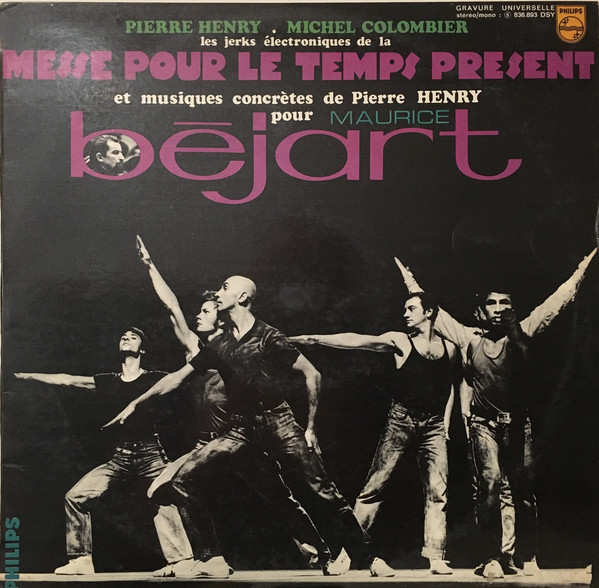 GRAVURE UNIVERSELLE
stéréo/mono : Ⓢ 836.893 DSY
PHILIPS
PIERRE HENRY . MICHEL COLOMBIER
les jerks électroniques de la
MESSE POUR LE TEMPS PRESENT
et musiques concrètes de Pierre HENRY
pour MAURICE
béjart
PHILIPS